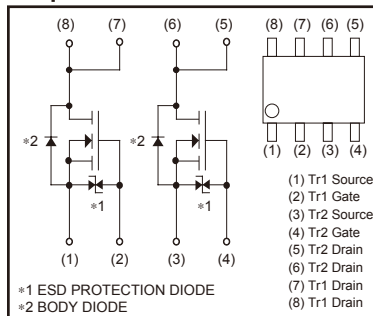 (8) (7) (6) (5)
(8) (7) (6) (5)
*2
*2
*1
*1
(1) (2) (3) (4)
(1) (2) (3) (4)
(1) Tr1 Source
(2) Tr1 Gate
(3) Tr2 Source
(4) Tr2 Gate
(5) Tr2 Drain
(6) Tr2 Drain
(7) Tr1 Drain
(8) Tr1 Drain
*1 ESD PROTECTION DIODE
*2 BODY DIODE